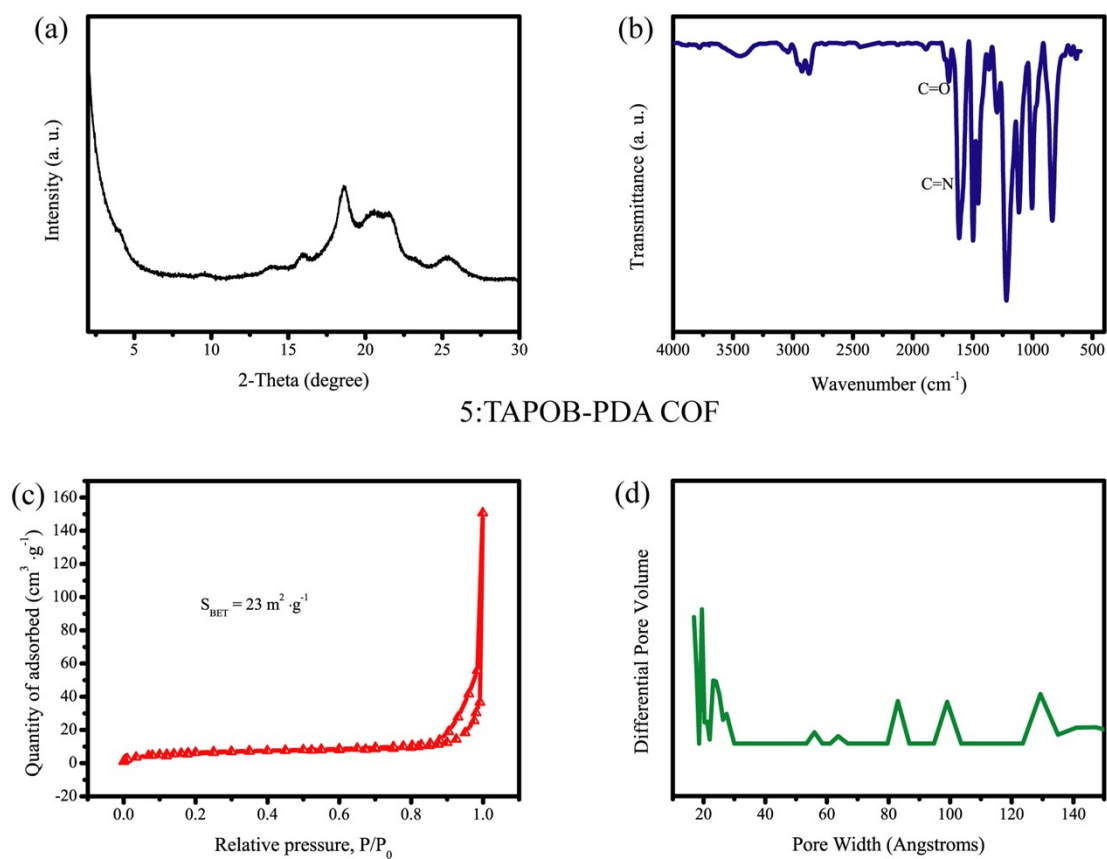 (a)
Intensity (a. u.)
5 10 15 20 25 30
2-Theta (degree)
(b)
Transmittance (a. u.)
C=O
C=N
4000 3500 3000 2500 2000 1500 1000 500
Wavenumber (cm⁻¹)
5:TAPOB-PDA COF
(c)
Quantity of adsorbed (cm³ ·g⁻¹)
160
140
120
100
80
60
40
20
0
-20
S_BET = 23 m² ·g⁻¹
0.0 0.2 0.4 0.6 0.8 1.0
Relative pressure, P/P₀
(d)
Differential Pore Volume
20 40 60 80 100 120 140
Pore Width (Angstroms)